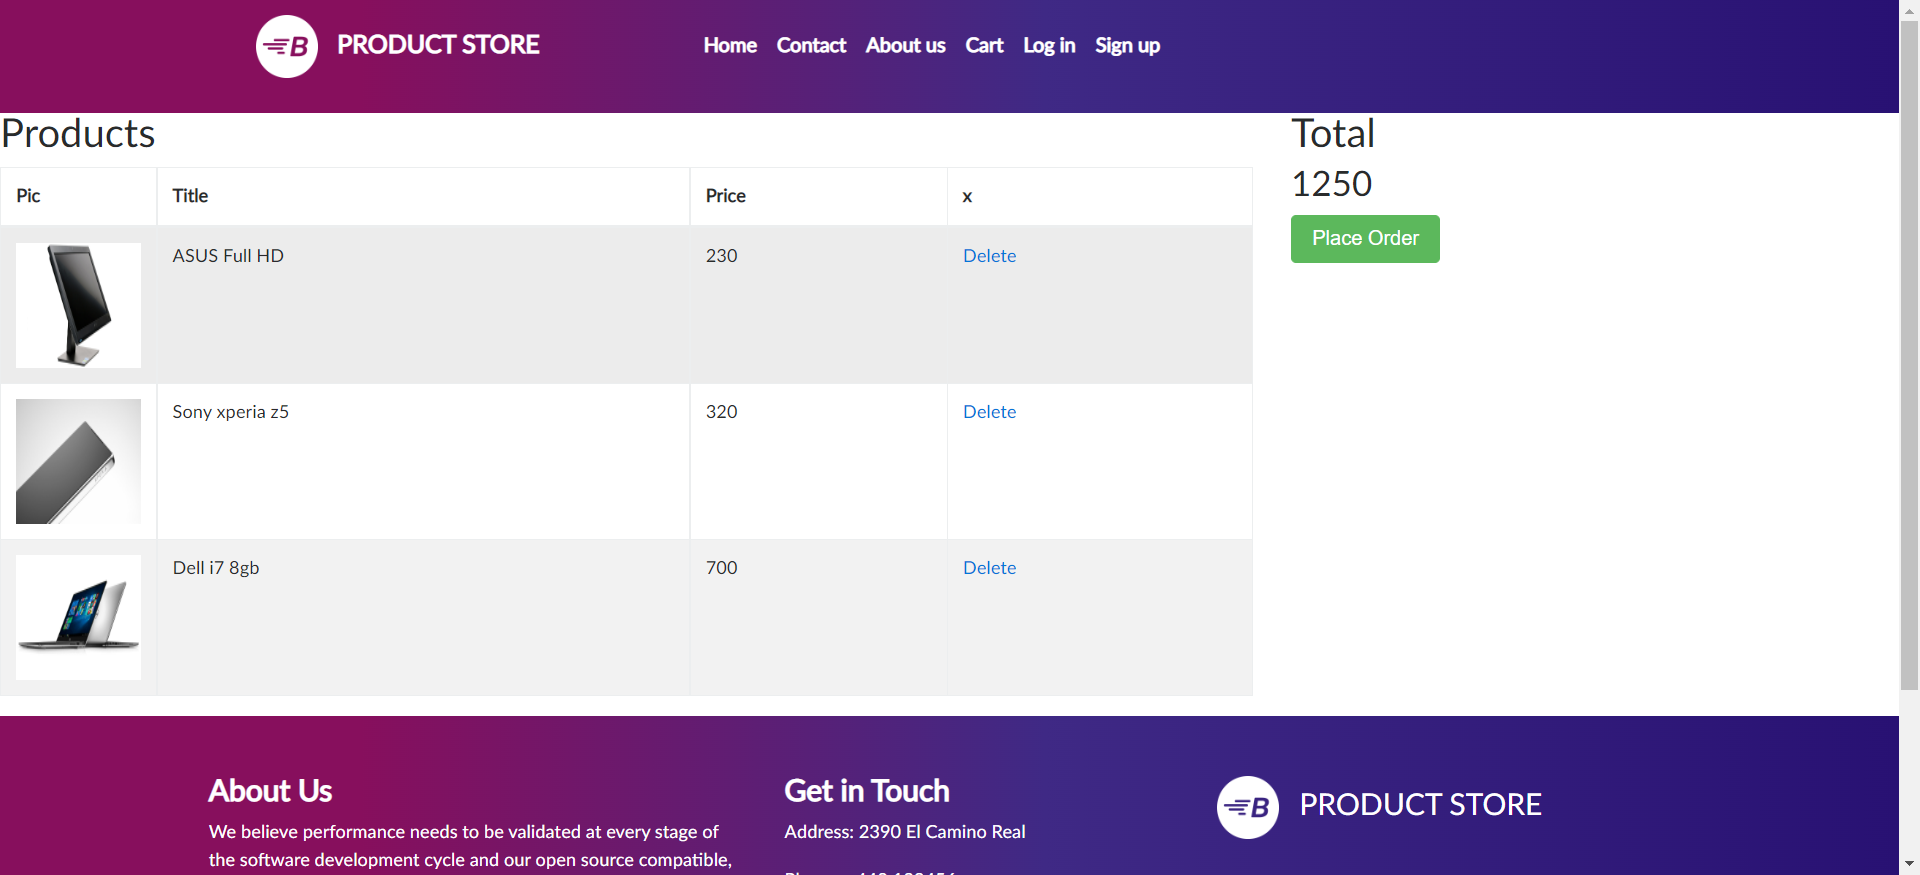 B PRODUCT STORE
Home Contact About us Cart Log in Sign up
Products
Total
1250
Place Order
Pic Title Price x
ASUS Full HD 230 Delete
Sony xperia z5 320 Delete
Dell i7 8gb 700 Delete
About Us
We believe performance needs to be validated at every stage of
the software development cycle and our open source compatible,
Get in Touch
Address: 2390 El Camino Real
B PRODUCT STORE